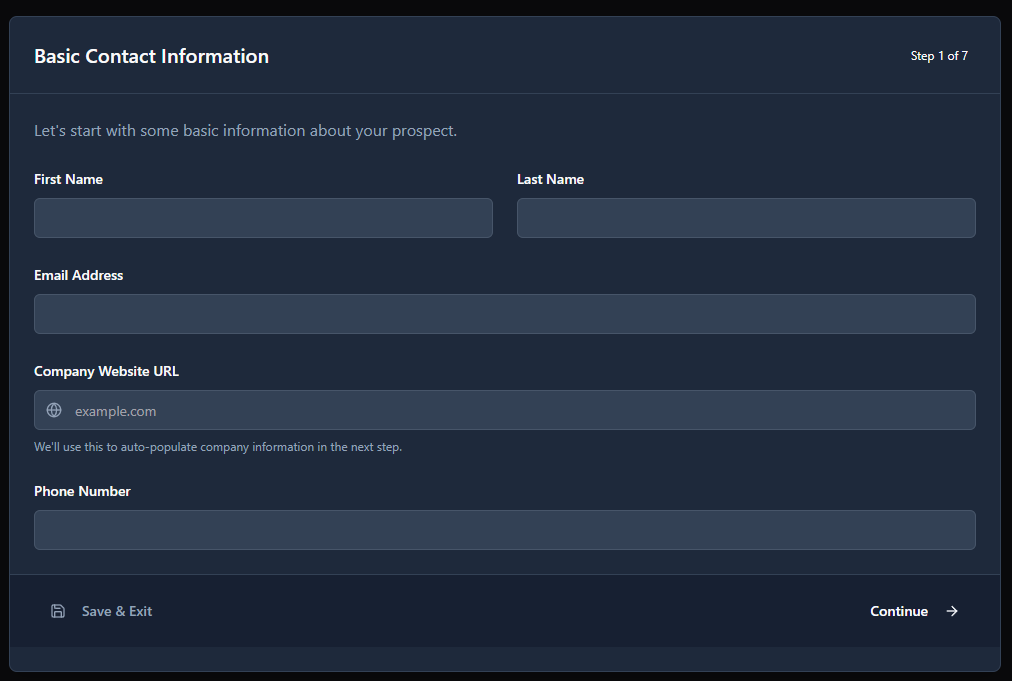 Basic Contact Information
Step 1 of 7
Let's start with some basic information about your prospect.
First Name
Last Name
Email Address
Company Website URL
example.com
We'll use this to auto-populate company information in the next step.
Phone Number
Save & Exit
Continue